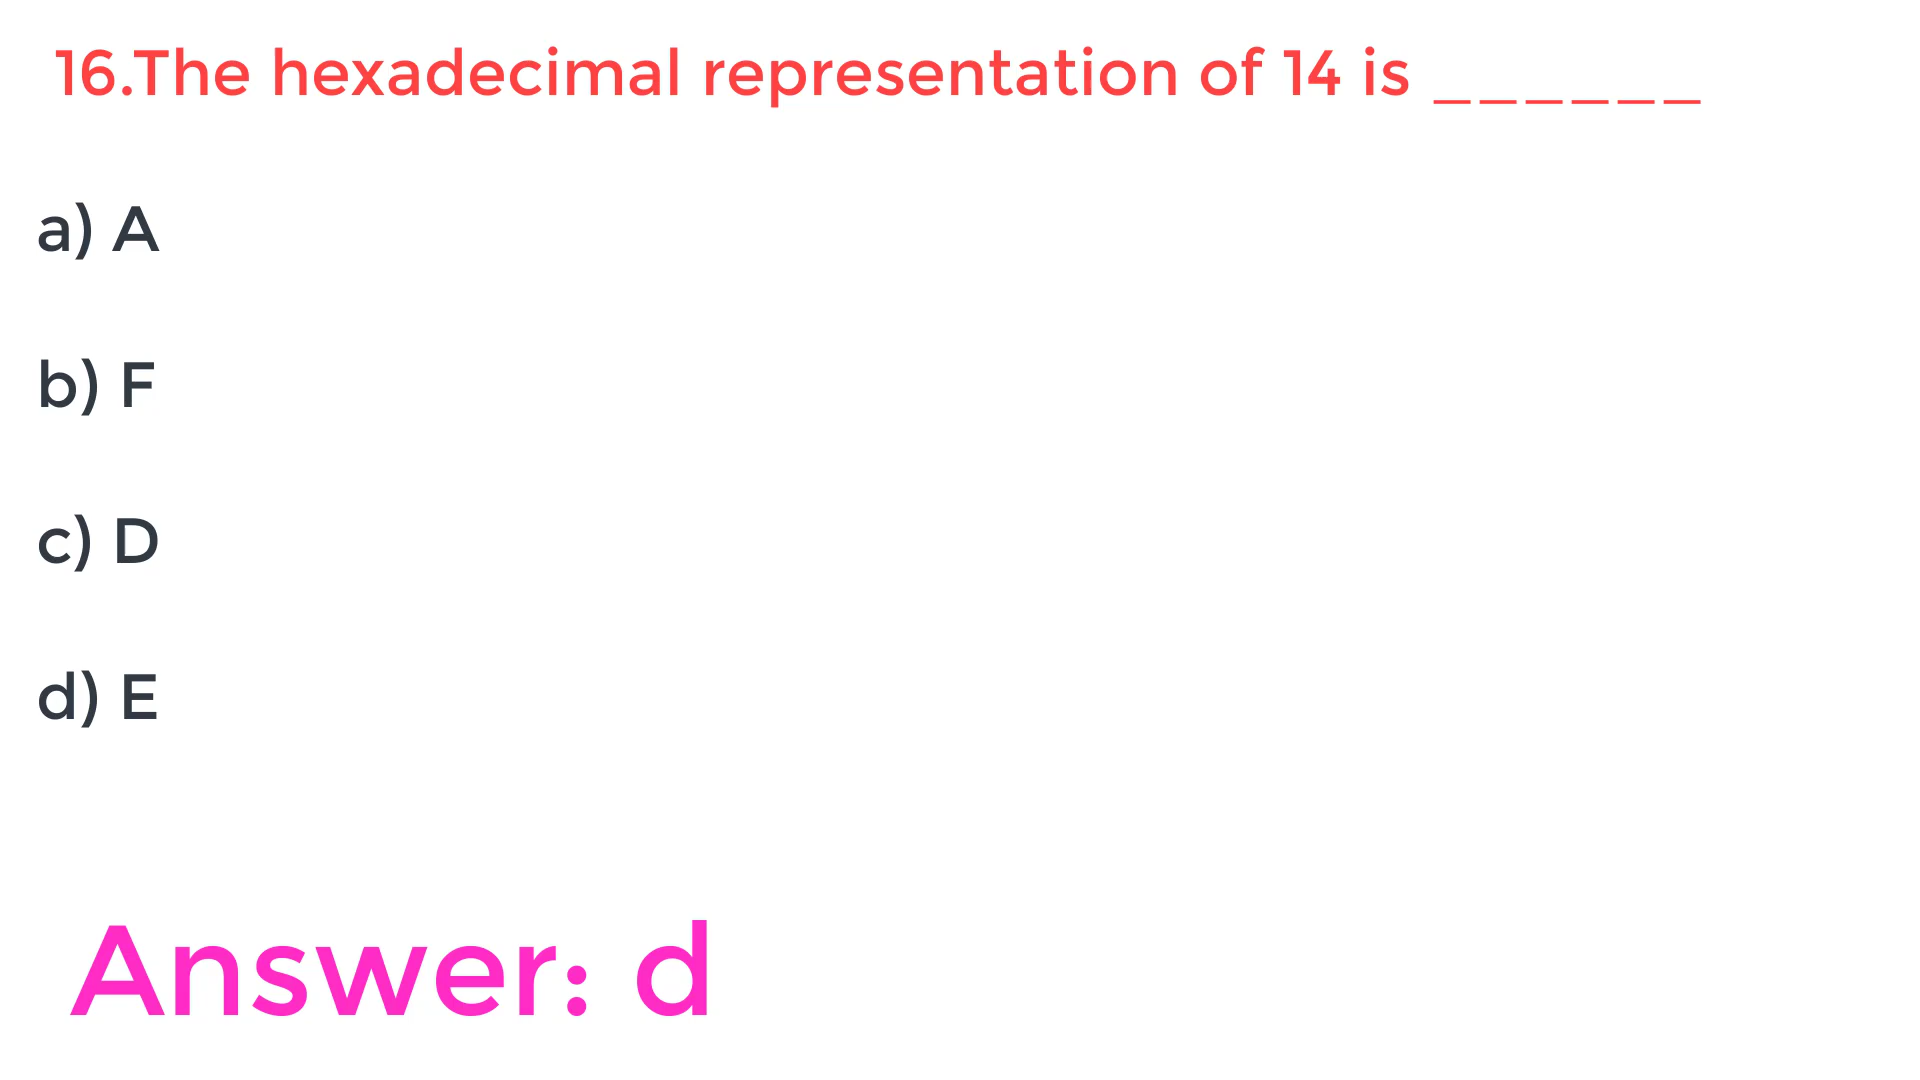 16.The hexadecimal representation of 14 is ______
a) A
b) F
c) D
d) E
Answer: d